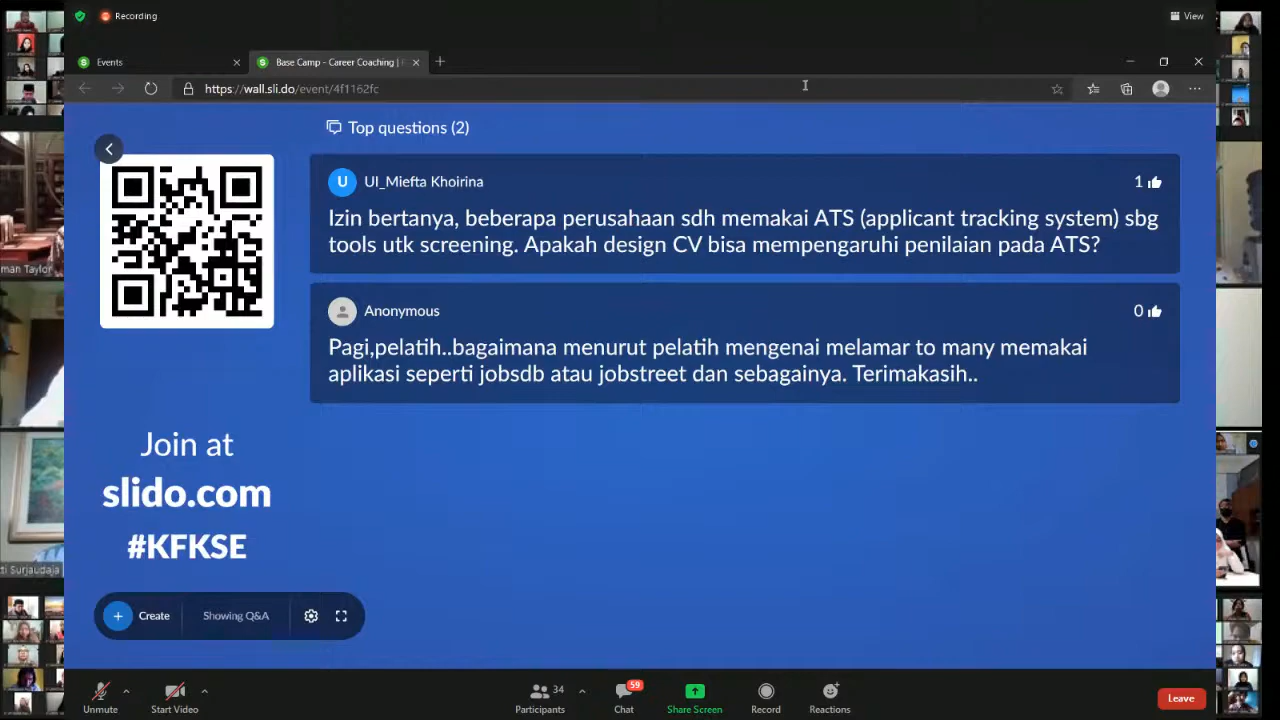 Recording
View
Events
Base Camp - Career Coaching |
https://wall.sli.do/event/4f1162fc
Top questions (2)
U
UI_Miefta Khoirina
1
Izin bertanya, beberapa perusahaan sdh memakai ATS (applicant tracking system) sbg
tools utk screening. Apakah design CV bisa mempengaruhi penilaian pada ATS?
Anonymous
0
Pagi,pelatih..bagaimana menurut pelatih mengenai melamar to many memakai
aplikasi seperti jobsdb atau jobstreet dan sebagainya. Terimakasih..
Join at
slido.com
#KFKSE
Create
Showing Q&A
man Taylor
ti Surjaudaja
Unmute
Start Video
34
Participants
59
Chat
Share Screen
Record
Reactions
Leave